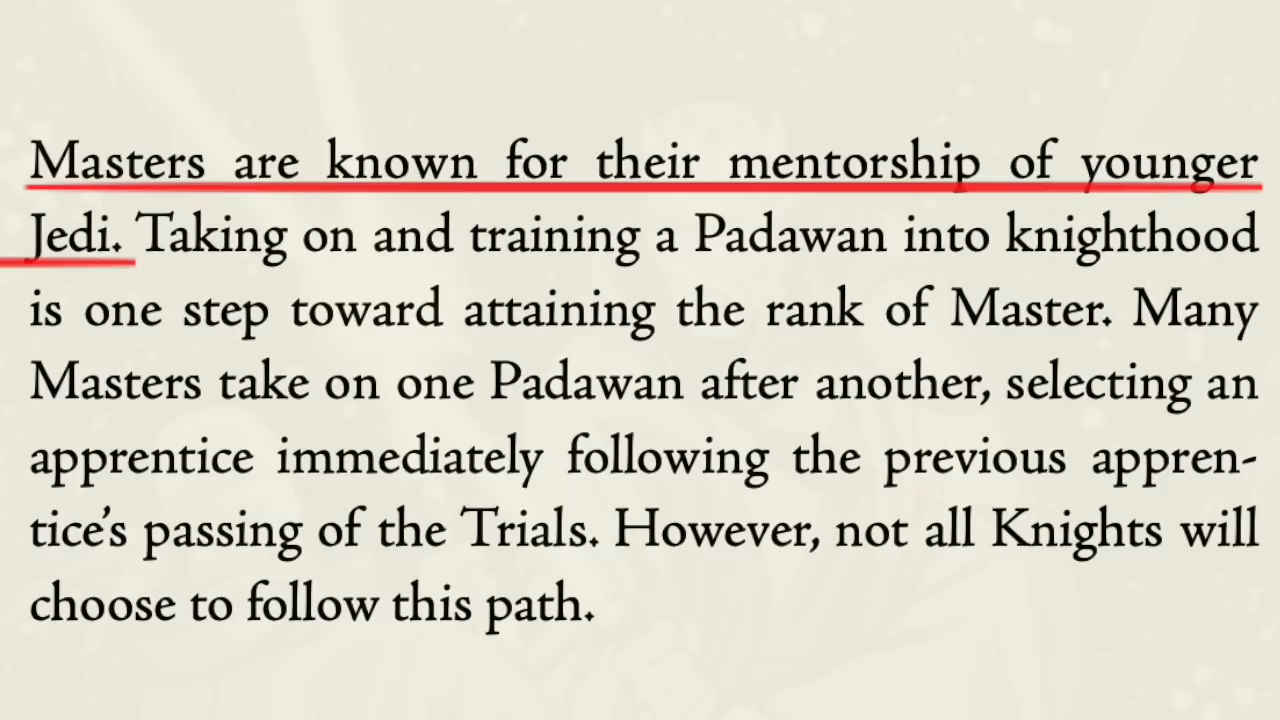 Masters are known for their mentorship of younger
Jedi. Taking on and training a Padawan into knighthood
is one step toward attaining the rank of Master. Many
Masters take on one Padawan after another, selecting an
apprentice immediately following the previous appren-
tice’s passing of the Trials. However, not all Knights will
choose to follow this path.